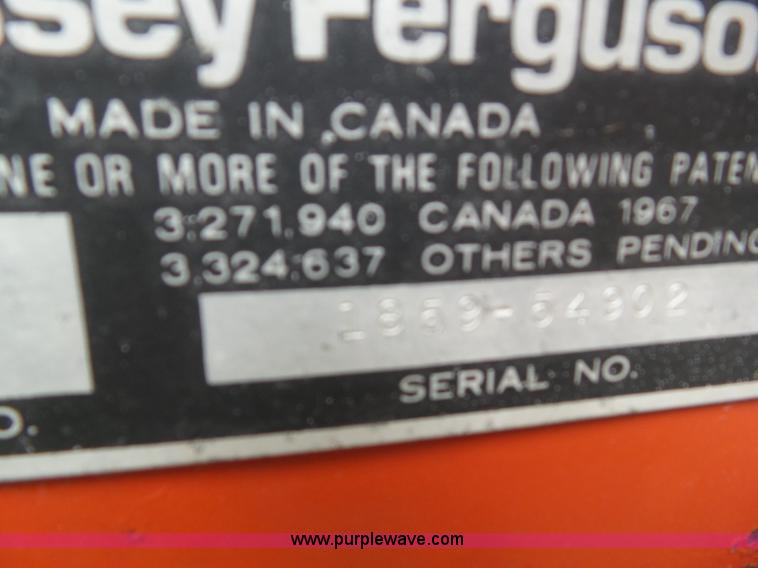 ssey Ferguso
MADE IN CANADA
NE OR MORE OF THE FOLLOWING PATEN
3.271.940 CANADA 1967
3.324.637 OTHERS PENDING
SERIAL NO.
O.
www.purplewave.com